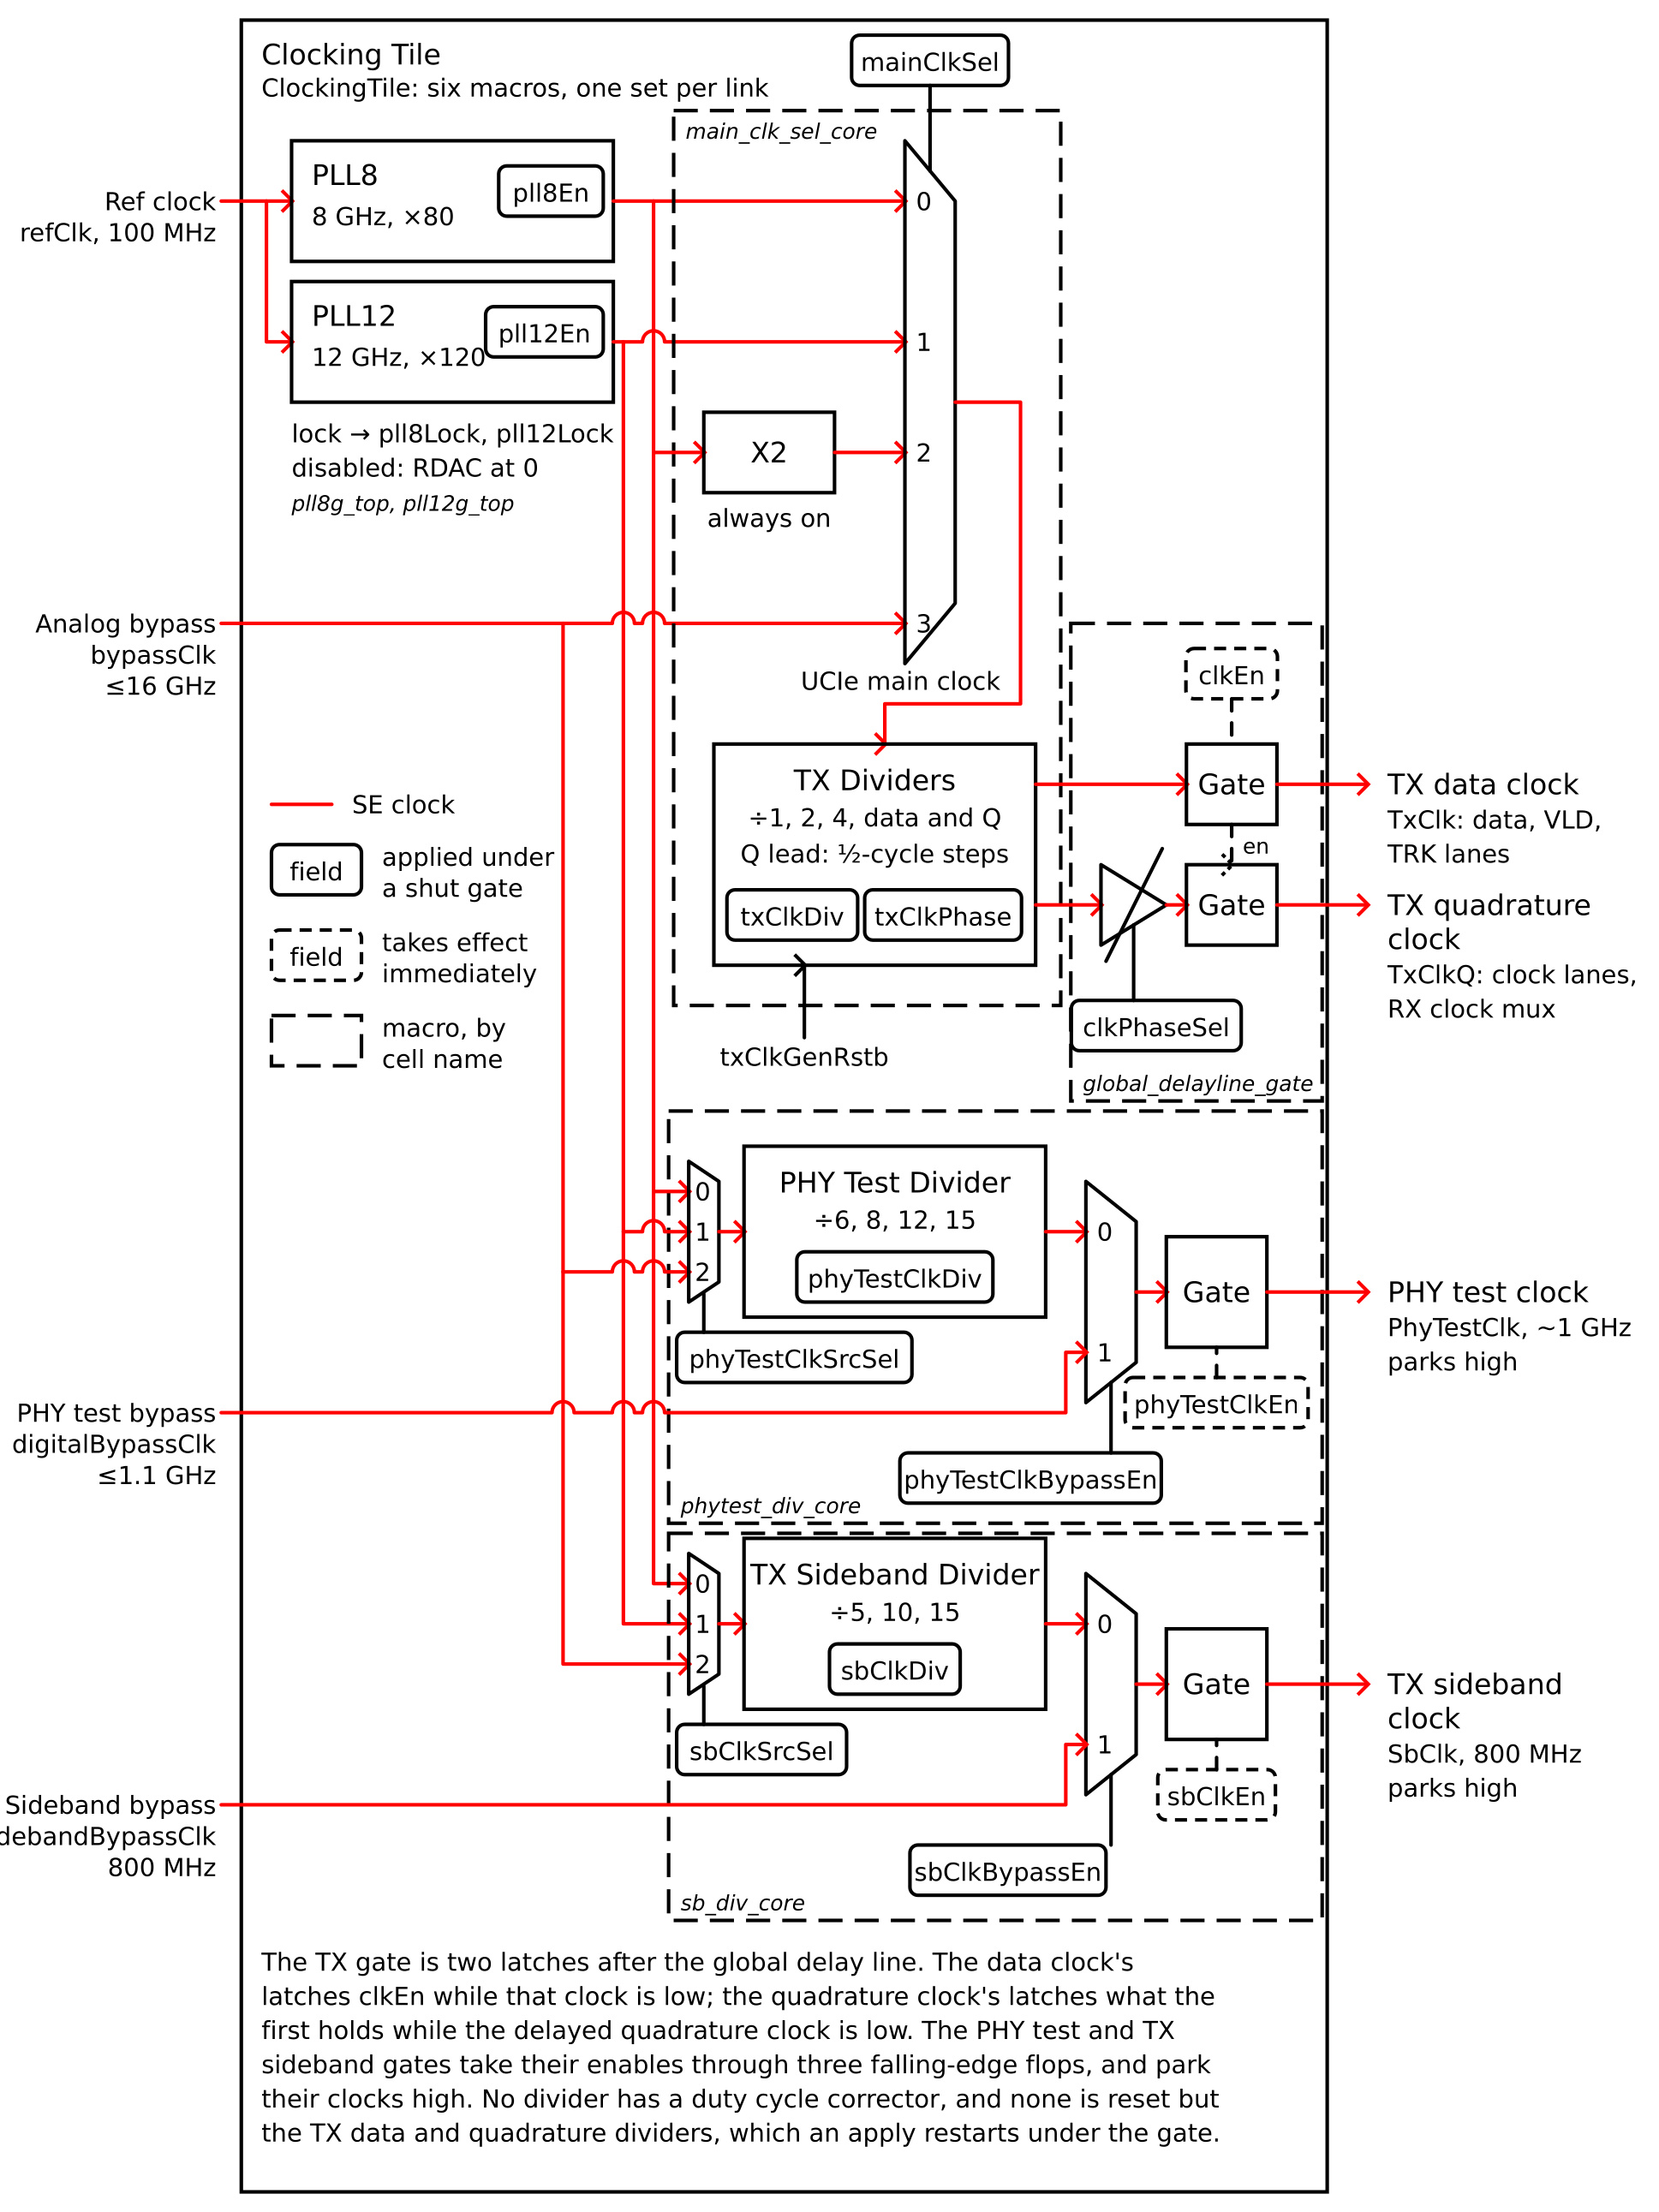 Clocking Tile
ClockingTile: six macros, one set per link
mainClkSel
main_clk_sel_core
Ref clock
refClk, 100 MHz
PLL8
8 GHz, ×80
pll8En
0
PLL12
12 GHz, ×120
pll12En
1
lock → pll8Lock, pll12Lock
disabled: RDAC at 0
pll8g_top, pll12g_top
X2
always on
2
Analog bypass
bypassClk
≤16 GHz
3
UCIe main clock
SE clock
field
applied under
a shut gate
field
takes effect
immediately
macro, by
cell name
TX Dividers
÷1, 2, 4, data and Q
Q lead: ½-cycle steps
txClkDiv
txClkPhase
txClkGenRstb
clkEn
Gate
en
Gate
clkPhaseSel
global_delayline_gate
TX data clock
TxClk: data, VLD,
TRK lanes
TX quadrature
clock
TxClkQ: clock lanes,
RX clock mux
0
1
2
PHY Test Divider
÷6, 8, 12, 15
phyTestClkDiv
phyTestClkSrcSel
0
1
Gate
phyTestClkEn
phyTestClkBypassEn
phytest_div_core
PHY test clock
PhyTestClk, ~1 GHz
parks high
PHY test bypass
digitalBypassClk
≤1.1 GHz
0
1
2
TX Sideband Divider
÷5, 10, 15
sbClkDiv
sbClkSrcSel
0
1
Gate
sbClkEn
sbClkBypassEn
sb_div_core
TX sideband
clock
SbClk, 800 MHz
parks high
Sideband bypass
debandBypassClk
800 MHz
The TX gate is two latches after the global delay line. The data clock's
latches clkEn while that clock is low; the quadrature clock's latches what the
first holds while the delayed quadrature clock is low. The PHY test and TX
sideband gates take their enables through three falling-edge flops, and park
their clocks high. No divider has a duty cycle corrector, and none is reset but
the TX data and quadrature dividers, which an apply restarts under the gate.